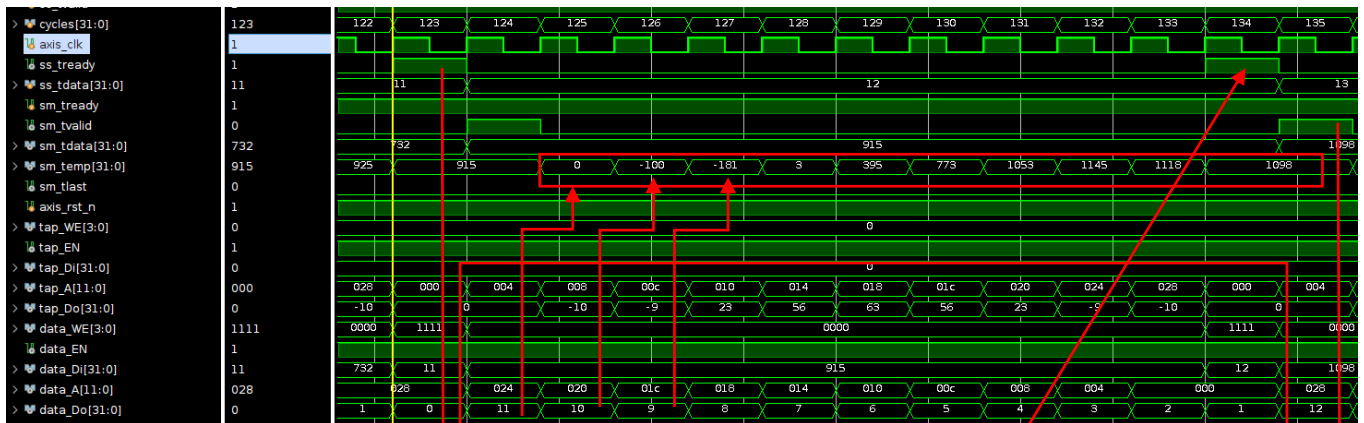 cycles[31:0] 123 122 123 124 125 126 127 128 129 130 131 132 133 134 135
axis_clk 1
ss_tready 1
ss_tdata[31:0] 11 11 12 13
sm_tready 1
sm_tvalid 0
sm_tdata[31:0] 732 732 915 1098
sm_temp[31:0] 915 925 915 0 -100 -181 3 395 773 1053 1145 1118 1098
sm_tlast 0
axis_rst_n 1
tap_WE[3:0] 0 0
tap_EN 1
tap_Di[31:0] 0 0
tap_A[11:0] 000 028 000 004 008 00c 010 014 018 01c 020 024 028 000 004
tap_Do[31:0] 0 -10 0 -10 -9 23 56 63 56 23 -9 -10 0
data_WE[3:0] 1111 0000 1111 0000 1111 0000
data_EN 1
data_Di[31:0] 11 732 11 915 12 1098
data_A[11:0] 028 028 024 020 01c 018 014 010 00c 008 004 000 028
data_Do[31:0] 0 1 0 11 10 9 8 7 6 5 4 3 2 1 12